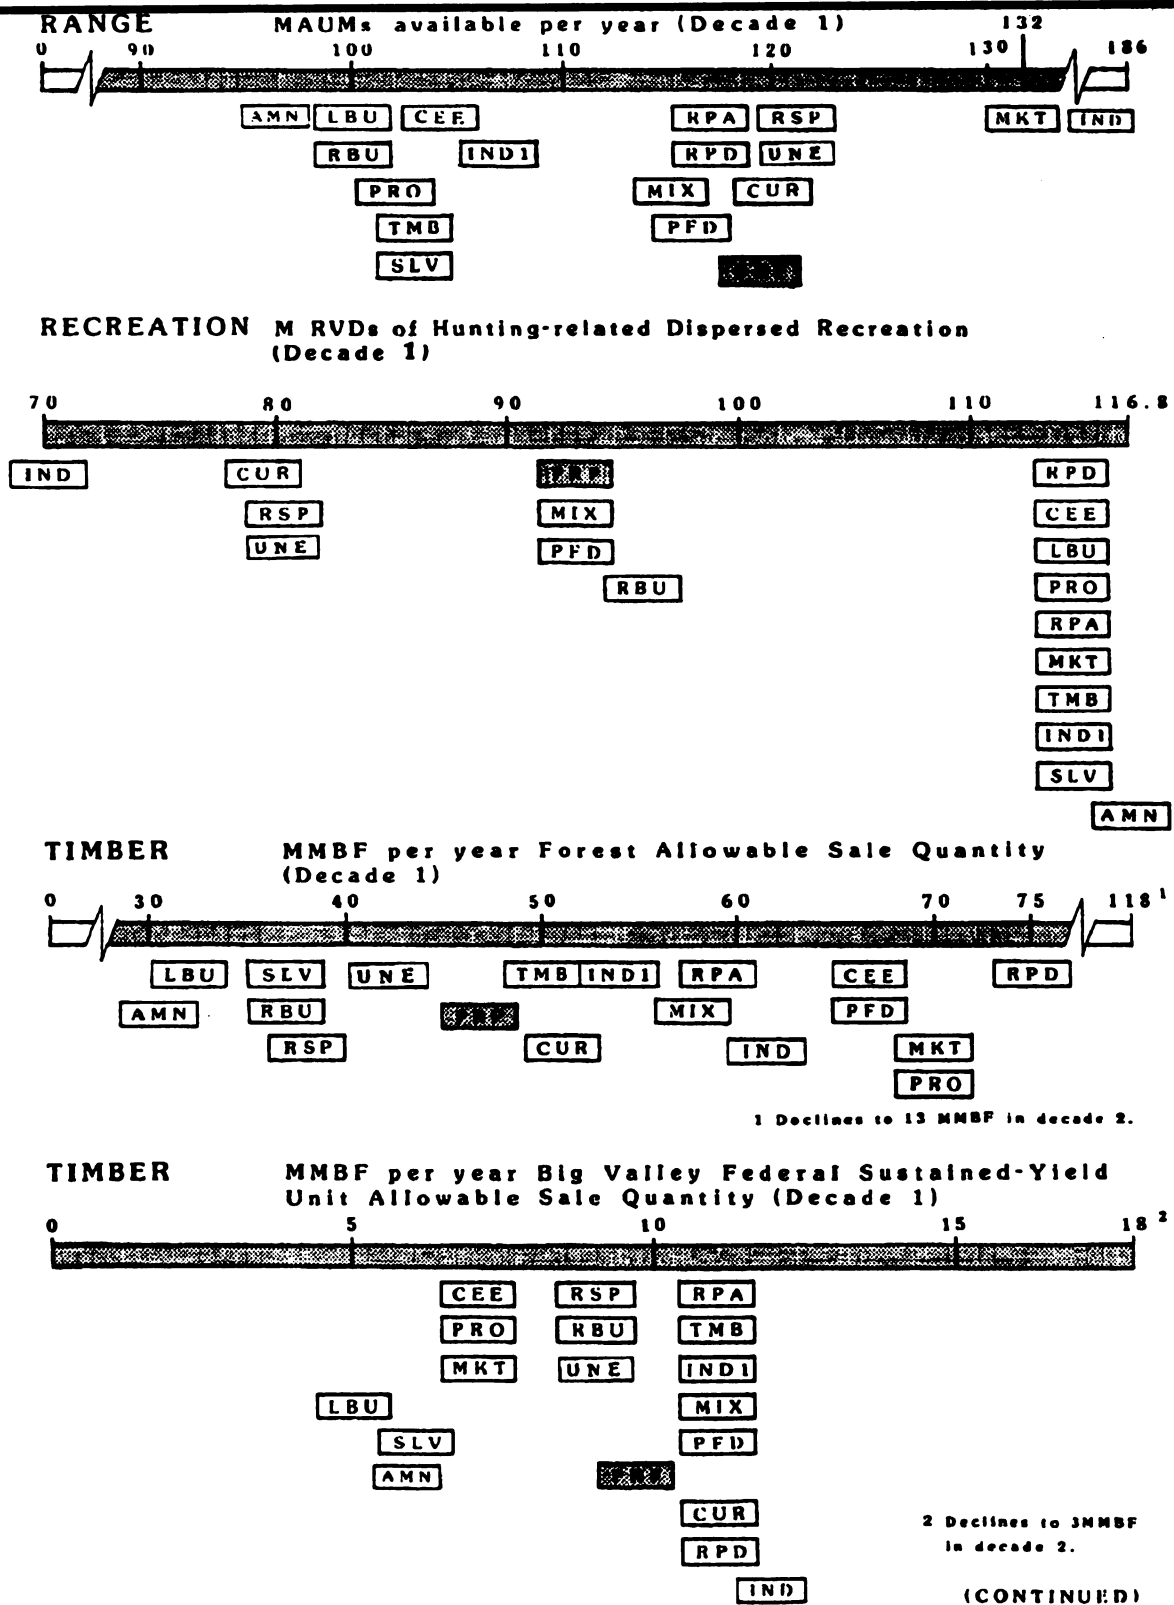 RANGE MAUMs available per year (Decade 1)
132
0 90 100 110 120 130 186
AMN LBU CEE RPA RSP MKT IND
RBU IND1 RPD UNE
PRO MIX CUR
TMB PFD
SLV
RECREATION M RVDs of Hunting-related Dispersed Recreation
(Decade 1)
70 80 90 100 110 116.8
IND CUR RPD
RSP MIX CEE
UNE PFD LBU
RBU PRO
RPA
MKT
TMB
IND1
SLV
AMN
TIMBER MMBF per year Forest Allowable Sale Quantity
(Decade 1)
0 30 40 50 60 70 75 118 1
LBU SLV UNE TMB IND1 RPA CEE RPD
AMN RBU PRF MIX PFD
RSP CUR IND MKT
PRO
1 Declines to 13 MMBF in decade 2.
TIMBER MMBF per year Big Valley Federal Sustained-Yield
Unit Allowable Sale Quantity (Decade 1)
0 5 10 15 18 2
CEE RSP RPA
PRO RBU TMB
MKT UNE IND1
LBU MIX
SLV PFD
AMN PRF
CUR
2 Declines to 3MMBF
RPD in decade 2.
IND (CONTINUED)